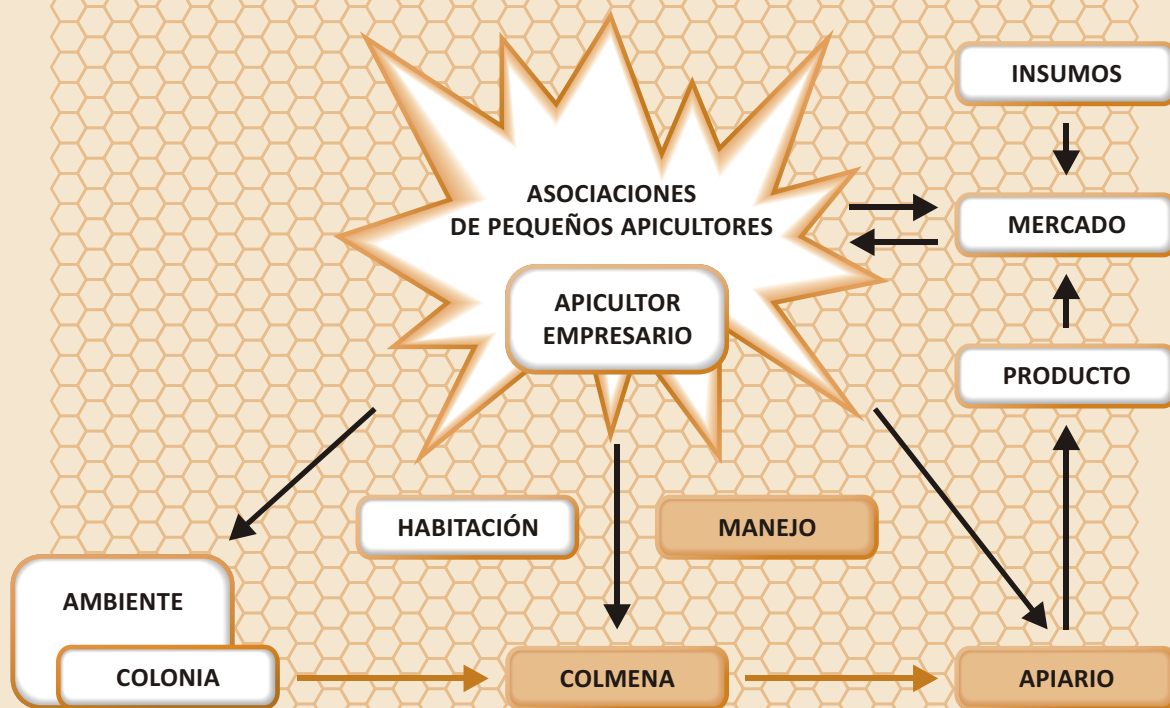 INSUMOS
ASOCIACIONES
DE PEQUEÑOS APICULTORES
MERCADO
APICULTOR
EMPRESARIO
PRODUCTO
HABITACIÓN
MANEJO
AMBIENTE
COLONIA
COLMENA
APIARIO